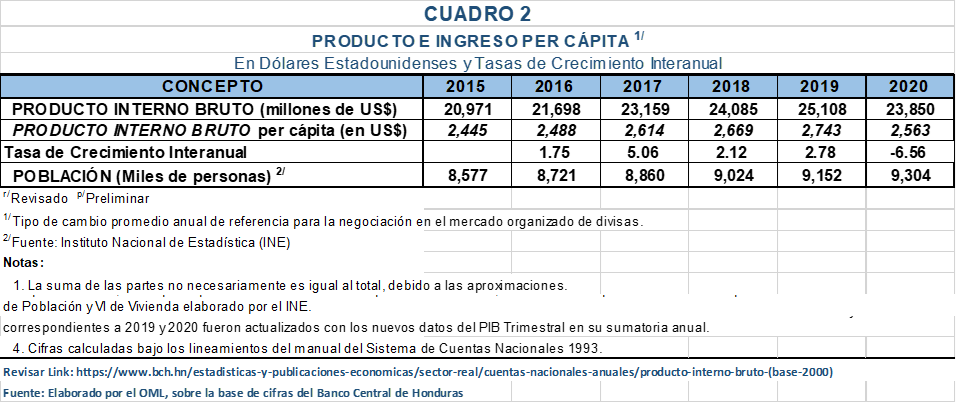 CUADRO 2
PRODUCTO E INGRESO PER CÁPITA 1/
En Dólares Estadounidenses y Tasas de Crecimiento Interanual
CONCEPTO 2015 2016 2017 2018 2019 2020
PRODUCTO INTERNO BRUTO (millones de US$) 20,971 21,698 23,159 24,085 25,108 23,850
PRODUCTO INTERNO BRUTO per cápita (en US$) 2,445 2,488 2,614 2,669 2,743 2,563
Tasa de Crecimiento Interanual 1.75 5.06 2.12 2.78 -6.56
POBLACIÓN (Miles de personas) 2/ 8,577 8,721 8,860 9,024 9,152 9,304
r/ Revisado p/ Preliminar
1/ Tipo de cambio promedio anual de referencia para la negociación en el mercado organizado de divisas.
2/ Fuente: Instituto Nacional de Estadística (INE)
Notas:
1. La suma de las partes no necesariamente es igual al total, debido a las aproximaciones.
de Población y VI de Vivienda elaborado por el INE.
correspondientes a 2019 y 2020 fueron actualizados con los nuevos datos del PIB Trimestral en su sumatoria anual.
4. Cifras calculadas bajo los lineamientos del manual del Sistema de Cuentas Nacionales 1993.
Revisar Link: https://www.bch.hn/estadisticas-y-publicaciones-economicas/sector-real/cuentas-nacionales-anuales/producto-interno-bruto-(base-2000)
Fuente: Elaborado por el OML, sobre la base de cifras del Banco Central de Honduras